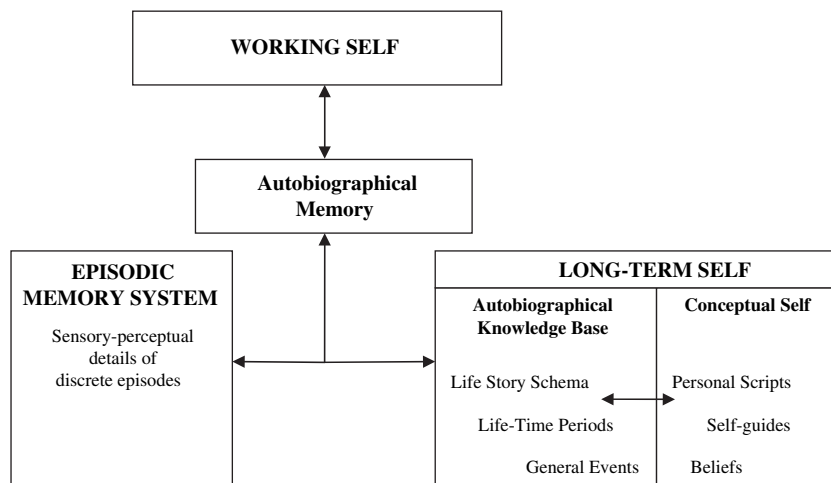 WORKING SELF
Autobiographical
Memory
EPISODIC
MEMORY SYSTEM
Sensory-perceptual
details of
discrete episodes
LONG-TERM SELF
Autobiographical
Knowledge Base
Conceptual Self
Life Story Schema
Personal Scripts
Life-Time Periods
Self-guides
General Events
Beliefs